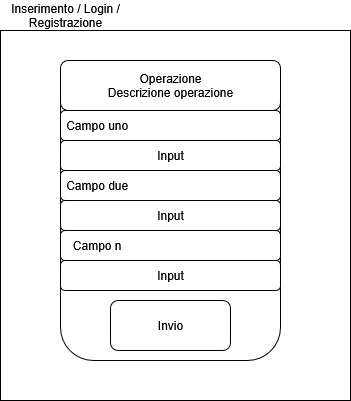 Inserimento / Login /
Registrazione
Operazione
Descrizione operazione
Campo uno
Input
Campo due
Input
Campo n
Input
Invio